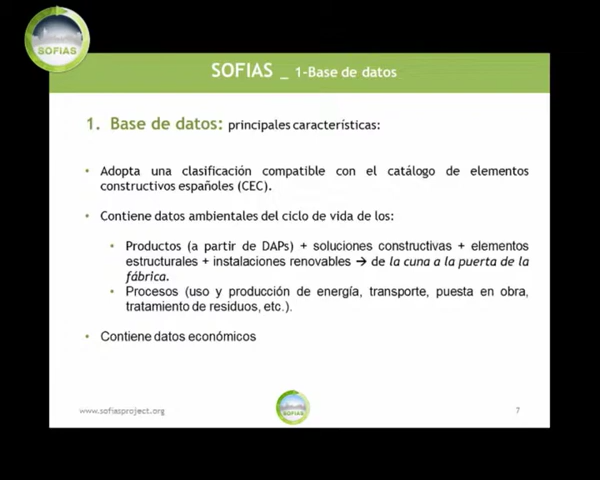 SOFIAS
SOFIAS _ 1-Base de datos
1. Base de datos: principales características:
• Adopta una clasificación compatible con el catálogo de elementos
constructivos españoles (CEC).
• Contiene datos ambientales del ciclo de vida de los:
• Productos (a partir de DAPs) + soluciones constructivas + elementos
estructurales + instalaciones renovables → de la cuna a la puerta de la
fábrica.
• Procesos (uso y producción de energía, transporte, puesta en obra,
tratamiento de residuos, etc.).
• Contiene datos económicos
www.sofiasproject.org
SOFIAS
7